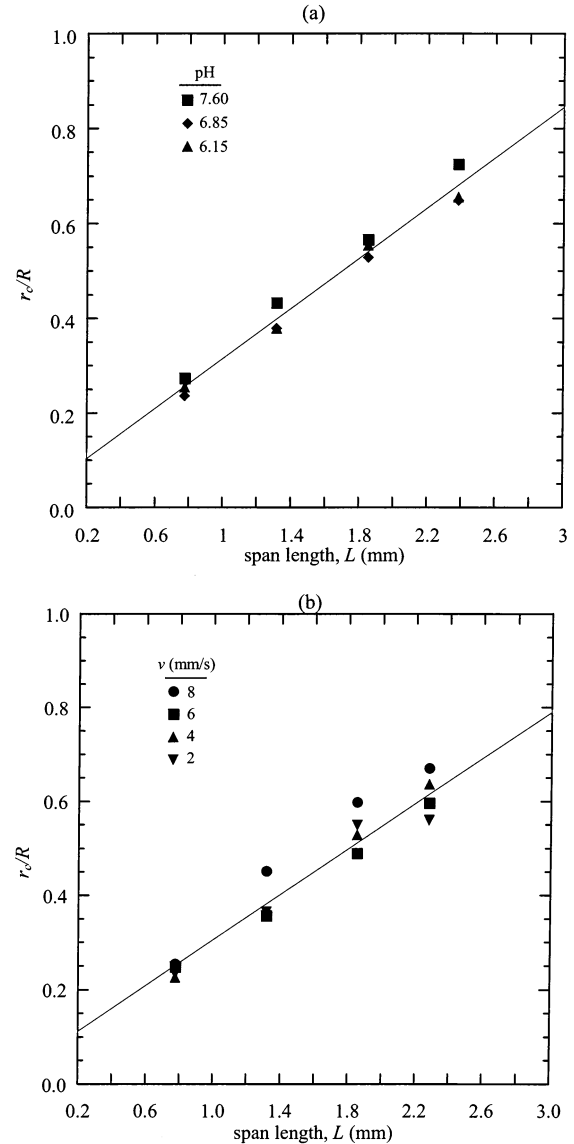 (a)
1.0
pH
7.60
6.85
6.15
0.8
0.6
r_c/R
0.4
0.2
0.0
0.2 0.6 1 1.4 1.8 2.2 2.6 3
span length, L (mm)
(b)
1.0
v (mm/s)
8
6
4
2
0.8
0.6
r_c/R
0.4
0.2
0.0
0.2 0.6 1.0 1.4 1.8 2.2 2.6 3.0
span length, L (mm)